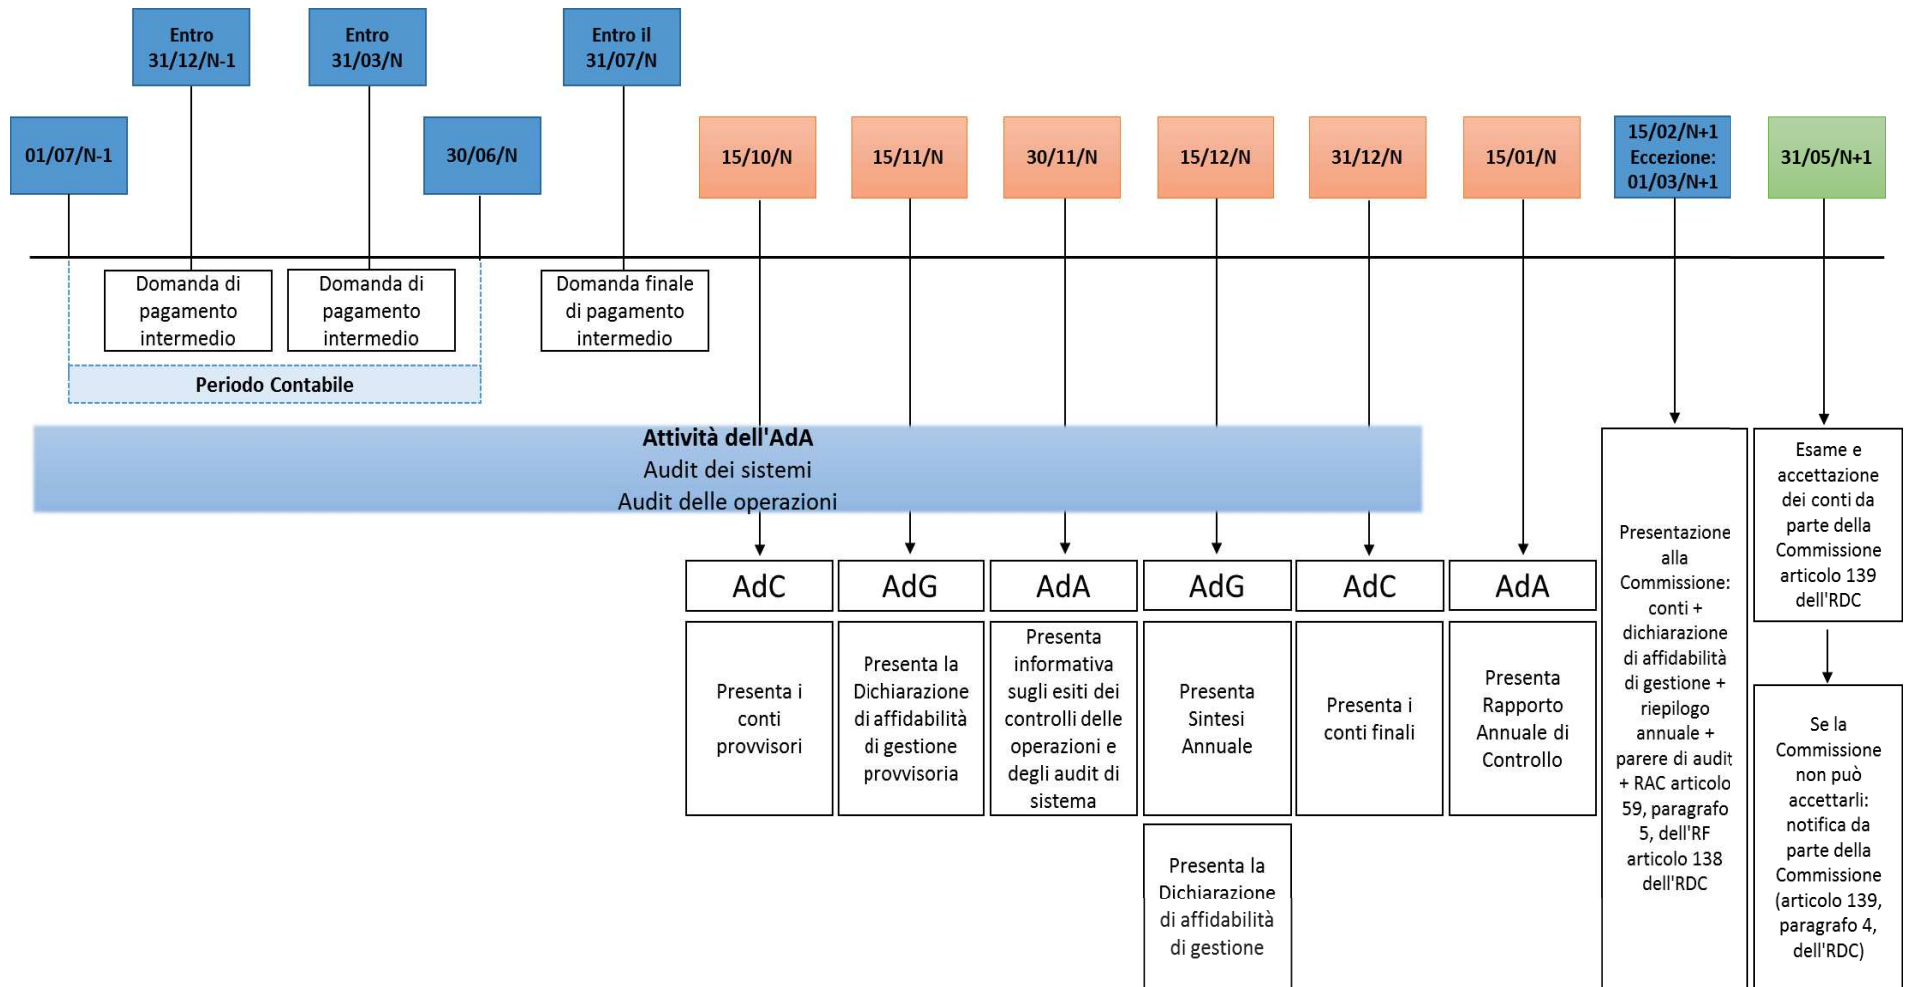 Entro
31/12/N-1
Entro
31/03/N
Entro il
31/07/N
01/07/N-1
30/06/N
15/10/N
15/11/N
30/11/N
15/12/N
31/12/N
15/01/N
15/02/N+1
Eccezione:
01/03/N+1
31/05/N+1
Domanda di
pagamento
intermedio
Domanda di
pagamento
intermedio
Domanda finale
di pagamento
intermedio
Periodo Contabile
Attività dell'AdA
Audit dei sistemi
Audit delle operazioni
AdC
Presenta i
conti
provvisori
AdG
Presenta la
Dichiarazione
di affidabilità
di gestione
provvisoria
AdA
Presenta
informativa
sugli esiti dei
controlli delle
operazioni e
degli audit di
sistema
AdG
Presenta
Sintesi
Annuale
Presenta la
Dichiarazione
di affidabilità
di gestione
AdC
Presenta i
conti finali
AdA
Presenta
Rapporto
Annuale di
Controllo
Presentazione
alla
Commissione:
conti +
dichiarazione
di affidabilità
di gestione +
riepilogo
annuale +
parere di audit
+ RAC articolo
59, paragrafo
5, dell'RF
articolo 138
dell'RDC
Esame e
accettazione
dei conti da
parte della
Commissione
articolo 139
dell'RDC
Se la
Commissione
non può
accettarli:
notifica da
parte della
Commissione
(articolo 139,
paragrafo 4,
dell'RDC)